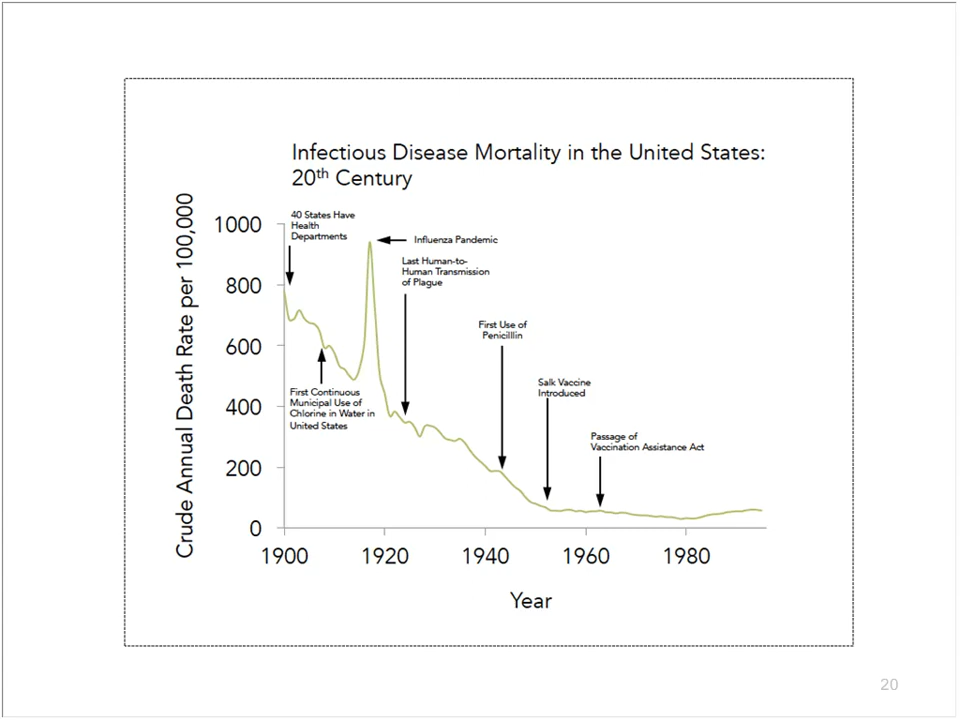 Infectious Disease Mortality in the United States:
20th Century
Crude Annual Death Rate per 100,000
1000
800
600
400
200
0
40 States Have
Health
Departments
Influenza Pandemic
Last Human-to-
Human Transmission
of Plague
First Use of
Penicilllin
First Continuous
Municipal Use of
Chlorine in Water in
United States
Salk Vaccine
Introduced
Passage of
Vaccination Assistance Act
1900
1920
1940
1960
1980
Year
20